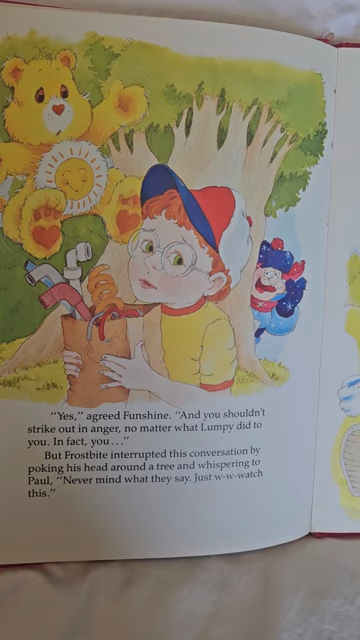 "Yes," agreed Funshine. "And you shouldn't
strike out in anger, no matter what Lumpy did to
you. In fact, you . . ."
But Frostbite interrupted this conversation by
poking his head around a tree and whispering to
Paul, "Never mind what they say. Just w-w-watch
this."